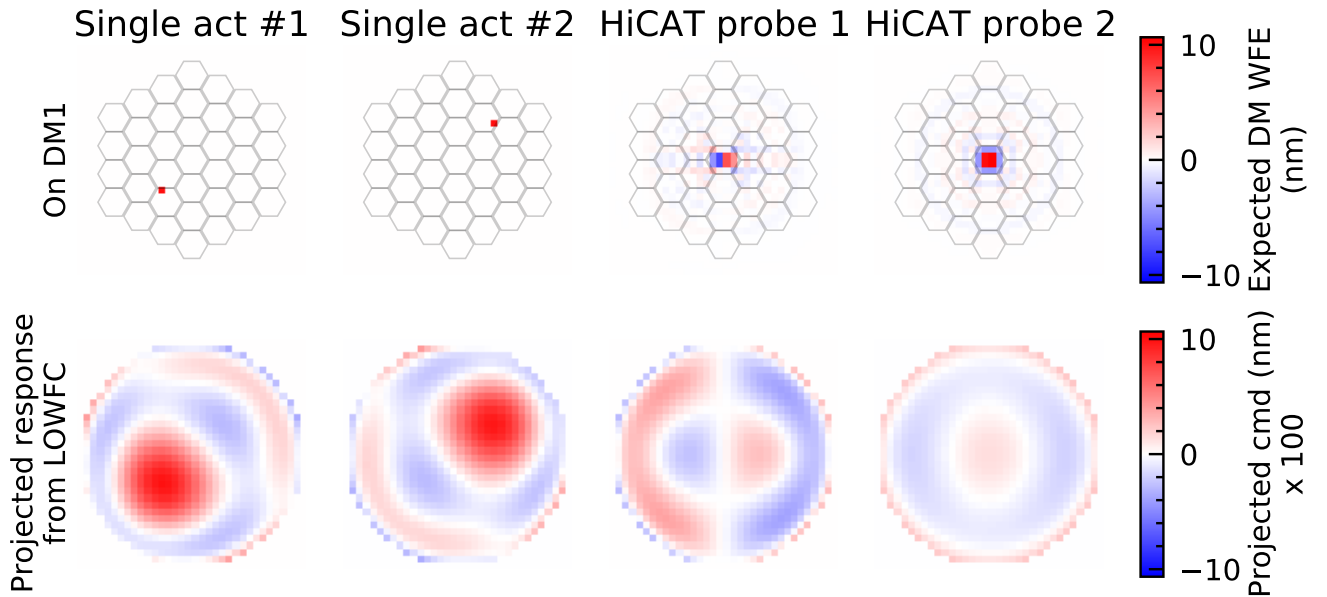 Single act #1
Single act #2
HiCAT probe 1
HiCAT probe 2
On DM1
10
0
−10
Expected DM WFE
(nm)
Projected response
from LOWFC
10
0
−10
Projected cmd (nm)
x 100